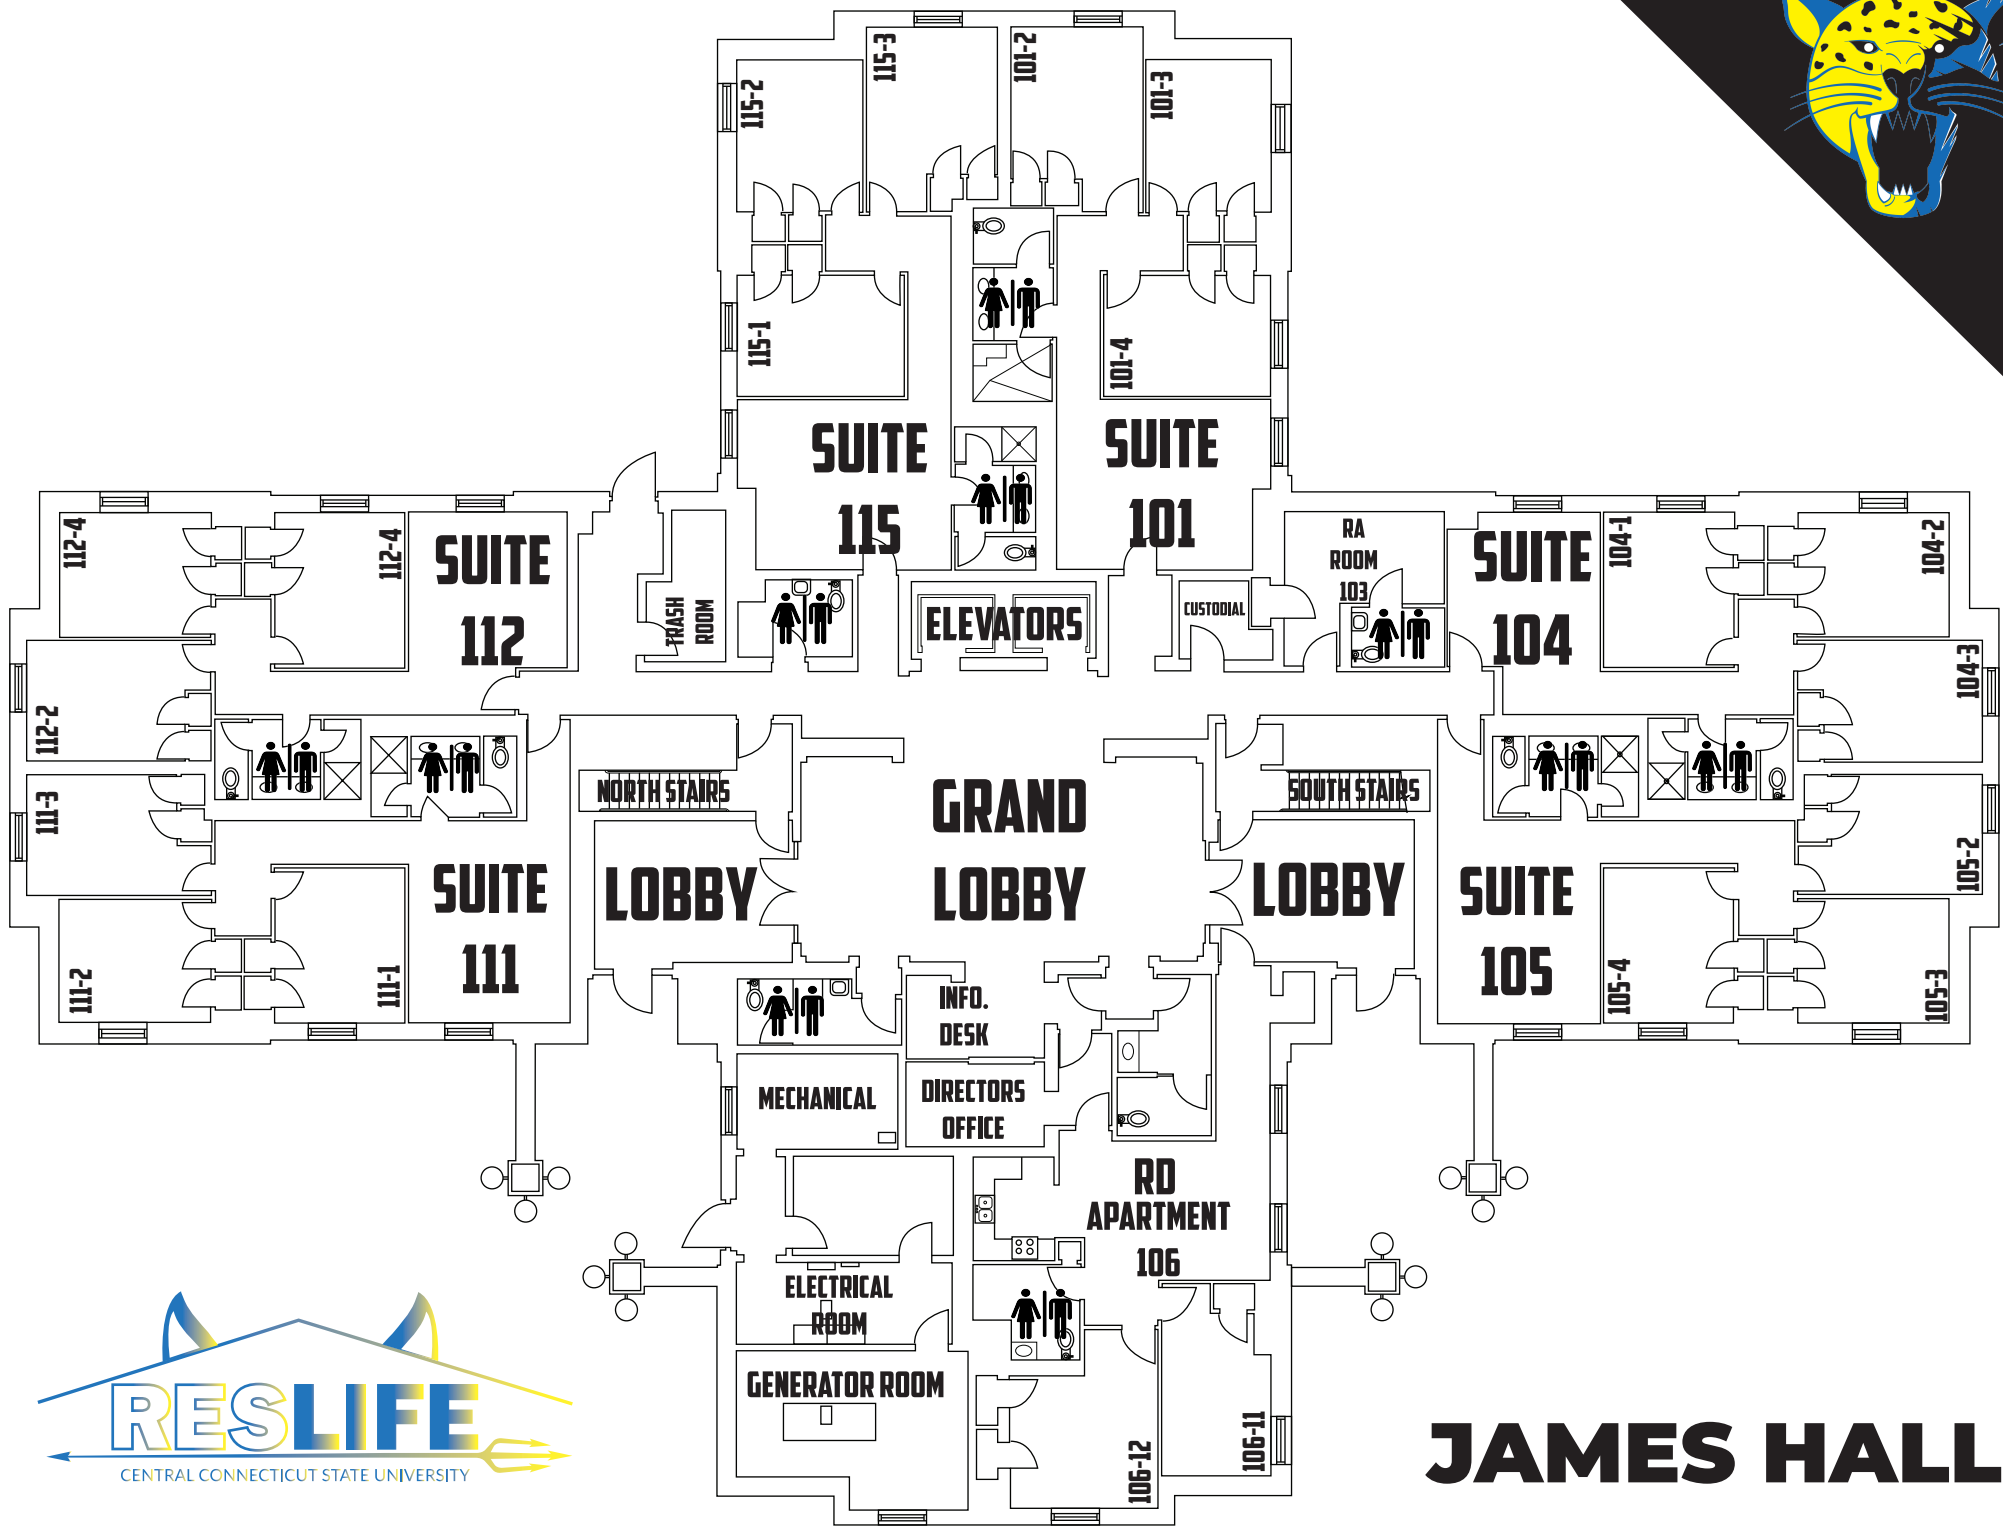 115-3
101-2
115-2
101-3
115-1
101-4
SUITE
115
SUITE
101
112-4
112-4
SUITE
112
TRASH
ROOM
ELEVATORS
CUSTODIAL
RA
ROOM
103
SUITE
104
104-1
104-2
112-2
104-3
111-3
NORTH STAIRS
GRAND
LOBBY
SOUTH STAIRS
105-2
SUITE
111
LOBBY
LOBBY
SUITE
105
111-2
111-1
105-4
105-3
INFO.
DESK
MECHANICAL
DIRECTORS
OFFICE
RD
APARTMENT
106
ELECTRICAL
ROOM
GENERATOR ROOM
106-12
106-11
RESLIFE
CENTRAL CONNECTICUT STATE UNIVERSITY
JAMES HALL